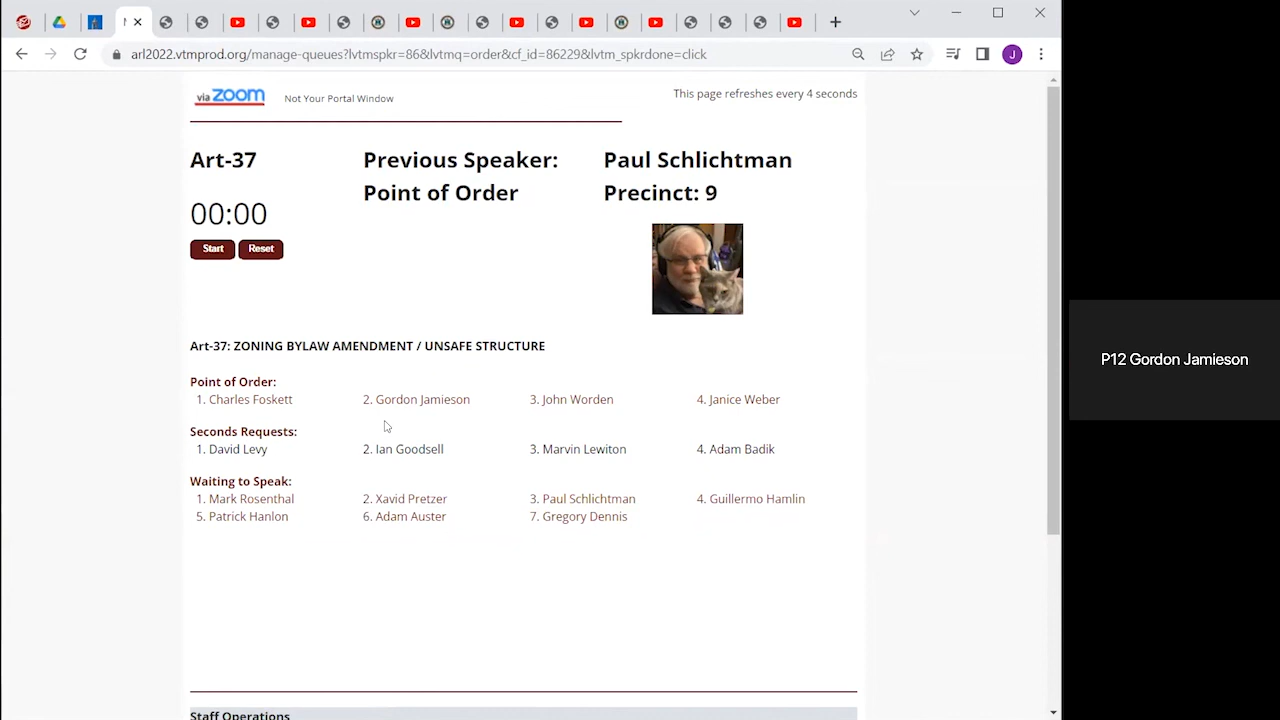 arl2022.vtmprod.org/manage-queues?lvtmspkr=86&lvtmq=order&cf_id=86229&lvtm_spkrdone=click
J
via zoom
Not Your Portal Window
This page refreshes every 4 seconds
Art-37
Previous Speaker:
Paul Schlichtman
Point of Order
Precinct: 9
00:00
Start
Reset
Art-37: ZONING BYLAW AMENDMENT / UNSAFE STRUCTURE
Point of Order:
1. Charles Foskett
2. Gordon Jamieson
3. John Worden
4. Janice Weber
Seconds Requests:
1. David Levy
2. Ian Goodsell
3. Marvin Lewiton
4. Adam Badik
Waiting to Speak:
1. Mark Rosenthal
2. Xavid Pretzer
3. Paul Schlichtman
4. Guillermo Hamlin
5. Patrick Hanlon
6. Adam Auster
7. Gregory Dennis
Staff Operations
P12 Gordon Jamieson